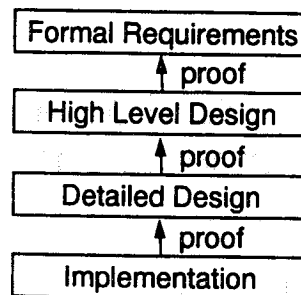 Formal Requirements
proof
High Level Design
proof
Detailed Design
proof
Implementation